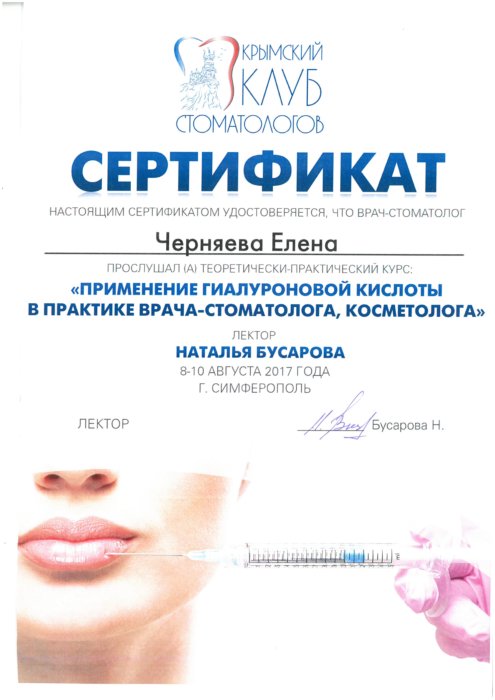 КРЫМСКИЙ
КЛУБ
СТОМАТОЛОГОВ
СЕРТИФИКАТ
НАСТОЯЩИМ СЕРТИФИКАТОМ УДОСТОВЕРЯЕТСЯ, ЧТО ВРАЧ-СТОМАТОЛОГ
Черняева Елена
ПРОСЛУШАЛ (А) ТЕОРЕТИЧЕСКИ-ПРАКТИЧЕСКИЙ КУРС:
«ПРИМЕНЕНИЕ ГИАЛУРОНОВОЙ КИСЛОТЫ
В ПРАКТИКЕ ВРАЧА-СТОМАТОЛОГА, КОСМЕТОЛОГА»
ЛЕКТОР
НАТАЛЬЯ БУСАРОВА
8-10 АВГУСТА 2017 ГОДА
Г. СИМФЕРОПОЛЬ
ЛЕКТОР
Бусарова Н.